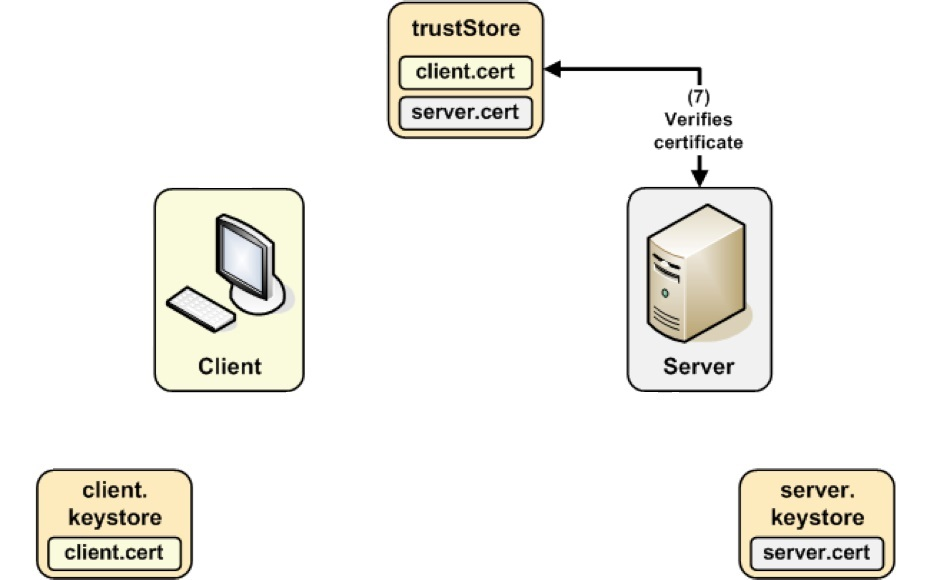 trustStore
client.cert
server.cert
(7)
Verifies
certificate
Client
Server
client.
keystore
client.cert
server.
keystore
server.cert